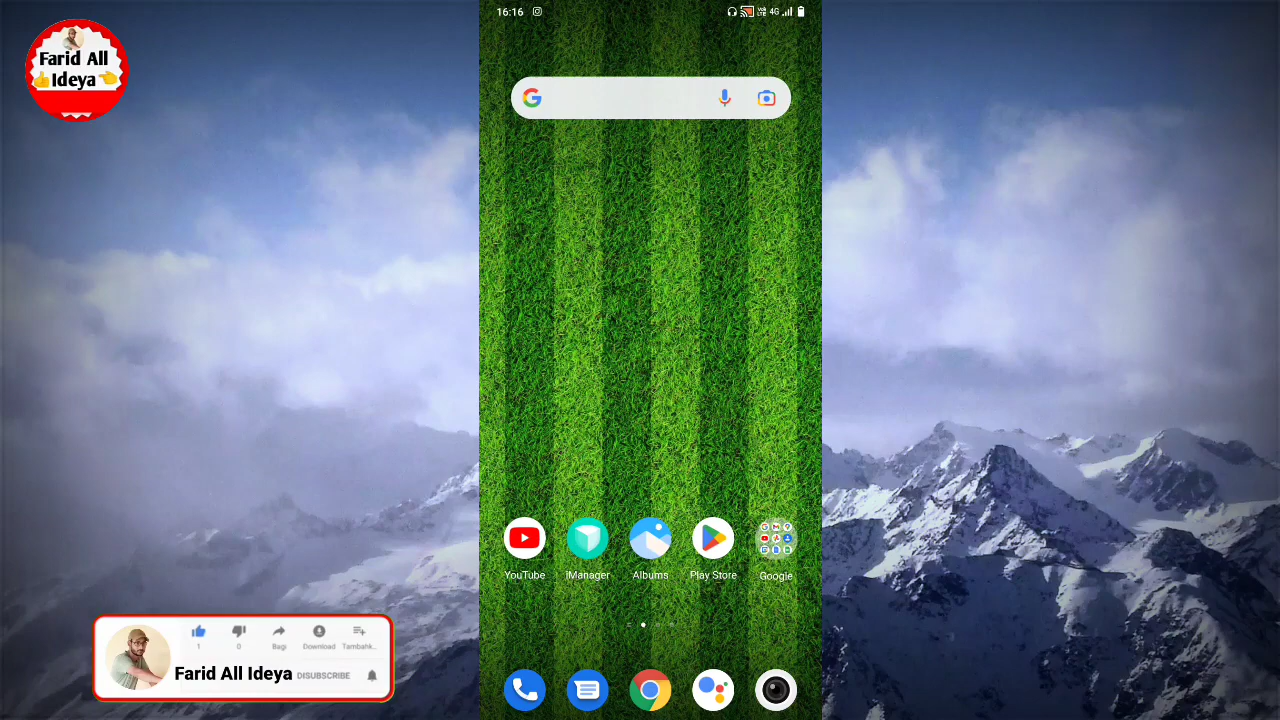 16:16
VoLTE 4G
Farid All
Ideya
YouTube iManager Albums Play Store Google
1 0 Bagi Download Tambahk...
Farid All Ideya DISUBSCRIBE